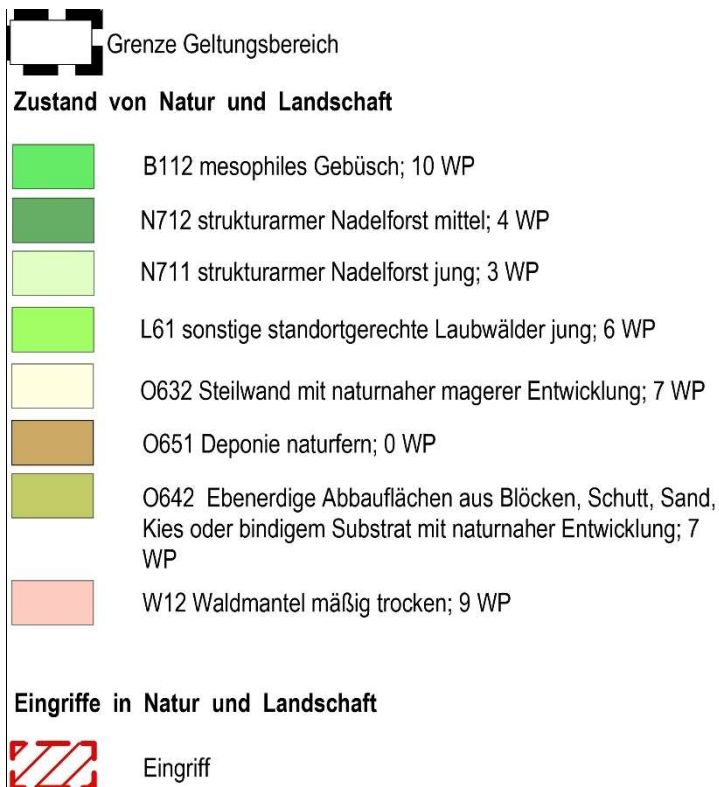 Grenze Geltungsbereich
Zustand von Natur und Landschaft
B112 mesophiles Gebüsch; 10 WP
N712 strukturarmer Nadelforst mittel; 4 WP
N711 strukturarmer Nadelforst jung; 3 WP
L61 sonstige standortgerechte Laubwälder jung; 6 WP
O632 Steilwand mit naturnaher magerer Entwicklung; 7 WP
O651 Deponie naturfern; 0 WP
O642 Ebenerdige Abbauflächen aus Blöcken, Schutt, Sand,
Kies oder bindigem Substrat mit naturnaher Entwicklung; 7
WP
W12 Waldmantel mäßig trocken; 9 WP
Eingriffe in Natur und Landschaft
Eingriff